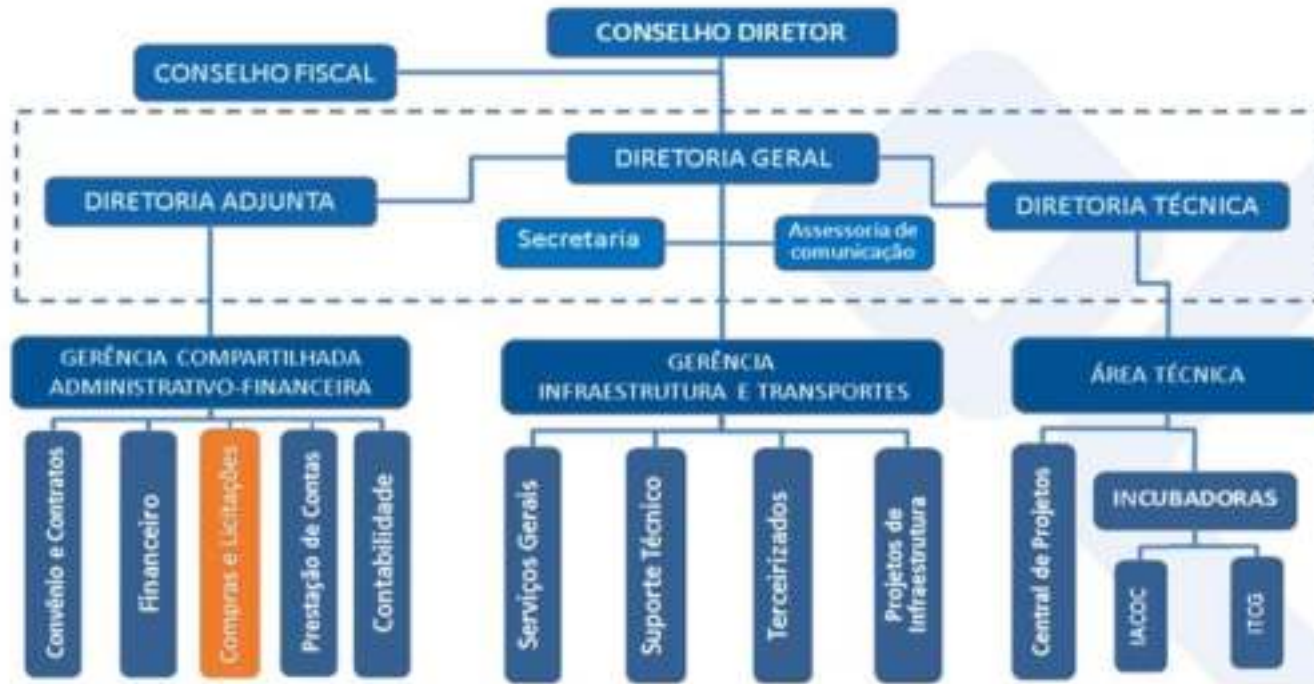 CONSELHO DIRETOR
CONSELHO FISCAL
DIRETORIA GERAL
DIRETORIA ADJUNTA
DIRETORIA TÉCNICA
Secretaria
Assessoria de
comunicação
GERÊNCIA COMPARTILHADA
ADMINISTRATIVO-FINANCEIRA
GERÊNCIA
INFRAESTRUTURA E TRANSPORTES
ÁREA TÉCNICA
Convênio e Contratos
Financeiro
Compras e Licitações
Prestação de Contas
Contabilidade
Serviços Gerais
Suporte Técnico
Terceirizados
Projetos de
Infraestrutura
Central de Projetos
INCUBADORAS
IACOC
ITCG